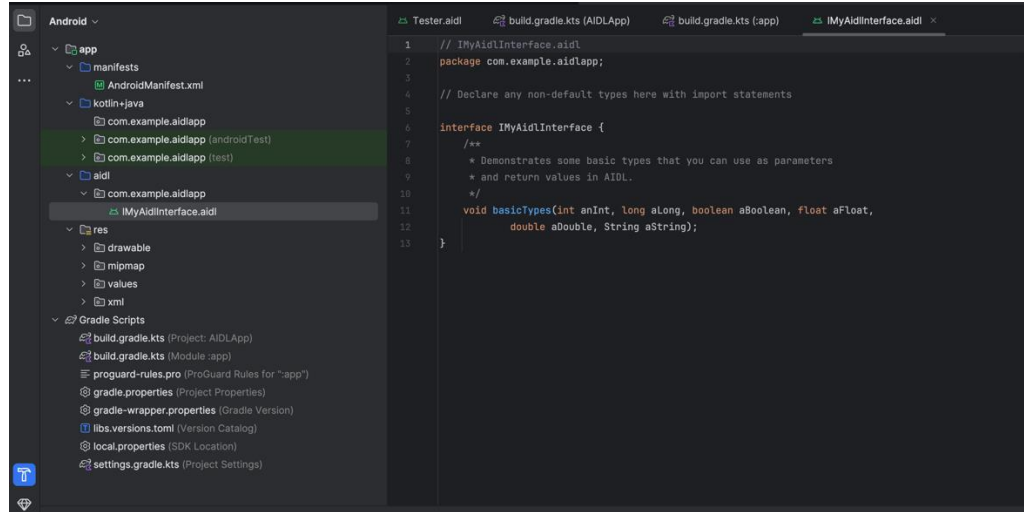 Android
app
manifests
AndroidManifest.xml
kotlin+java
com.example.aidlapp
com.example.aidlapp (androidTest)
com.example.aidlapp (test)
aidl
com.example.aidlapp
IMyAidlInterface.aidl
res
drawable
mipmap
values
xml
Gradle Scripts
build.gradle.kts (Project: AIDLApp)
build.gradle.kts (Module :app)
proguard-rules.pro (ProGuard Rules for ":app")
gradle.properties (Project Properties)
gradle-wrapper.properties (Gradle Version)
libs.versions.toml (Version Catalog)
local.properties (SDK Location)
settings.gradle.kts (Project Settings)
Tester.aidl build.gradle.kts (AIDLApp) build.gradle.kts (:app) IMyAidlInterface.aidl
1 // IMyAidlInterface.aidl
2 package com.example.aidlapp;
3
4 // Declare any non-default types here with import statements
5
6 interface IMyAidlInterface {
7 /**
8 * Demonstrates some basic types that you can use as parameters
9 * and return values in AIDL.
10 */
11 void basicTypes(int anInt, long aLong, boolean aBoolean, float aFloat,
12 double aDouble, String aString);
13 }